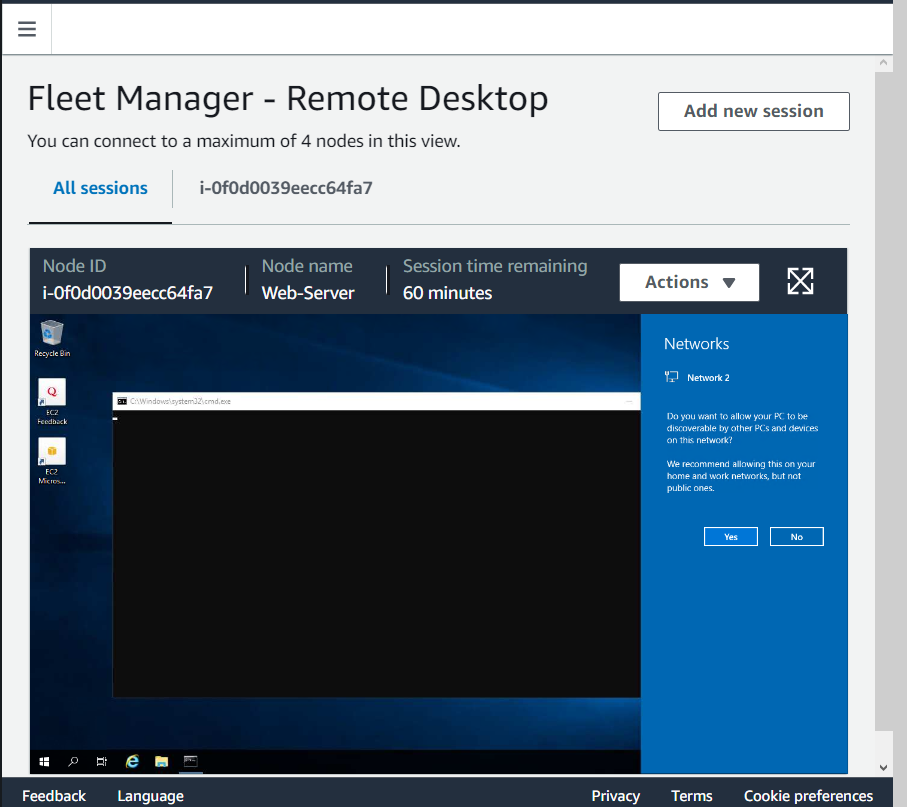 Fleet Manager - Remote Desktop
Add new session
You can connect to a maximum of 4 nodes in this view.
All sessions
i-0f0d0039eecc64fa7
Node ID
i-0f0d0039eecc64fa7
Node name
Web-Server
Session time remaining
60 minutes
Actions
Recycle Bin
EC2
Feedback
EC2
Micros...
C:\Windows\system32\cmd.exe
Networks
Network 2
Do you want to allow your PC to be
discoverable by other PCs and devices
on this network?
We recommend allowing this on your
home and work networks, but not
public ones.
Yes
No
Feedback
Language
Privacy
Terms
Cookie preferences